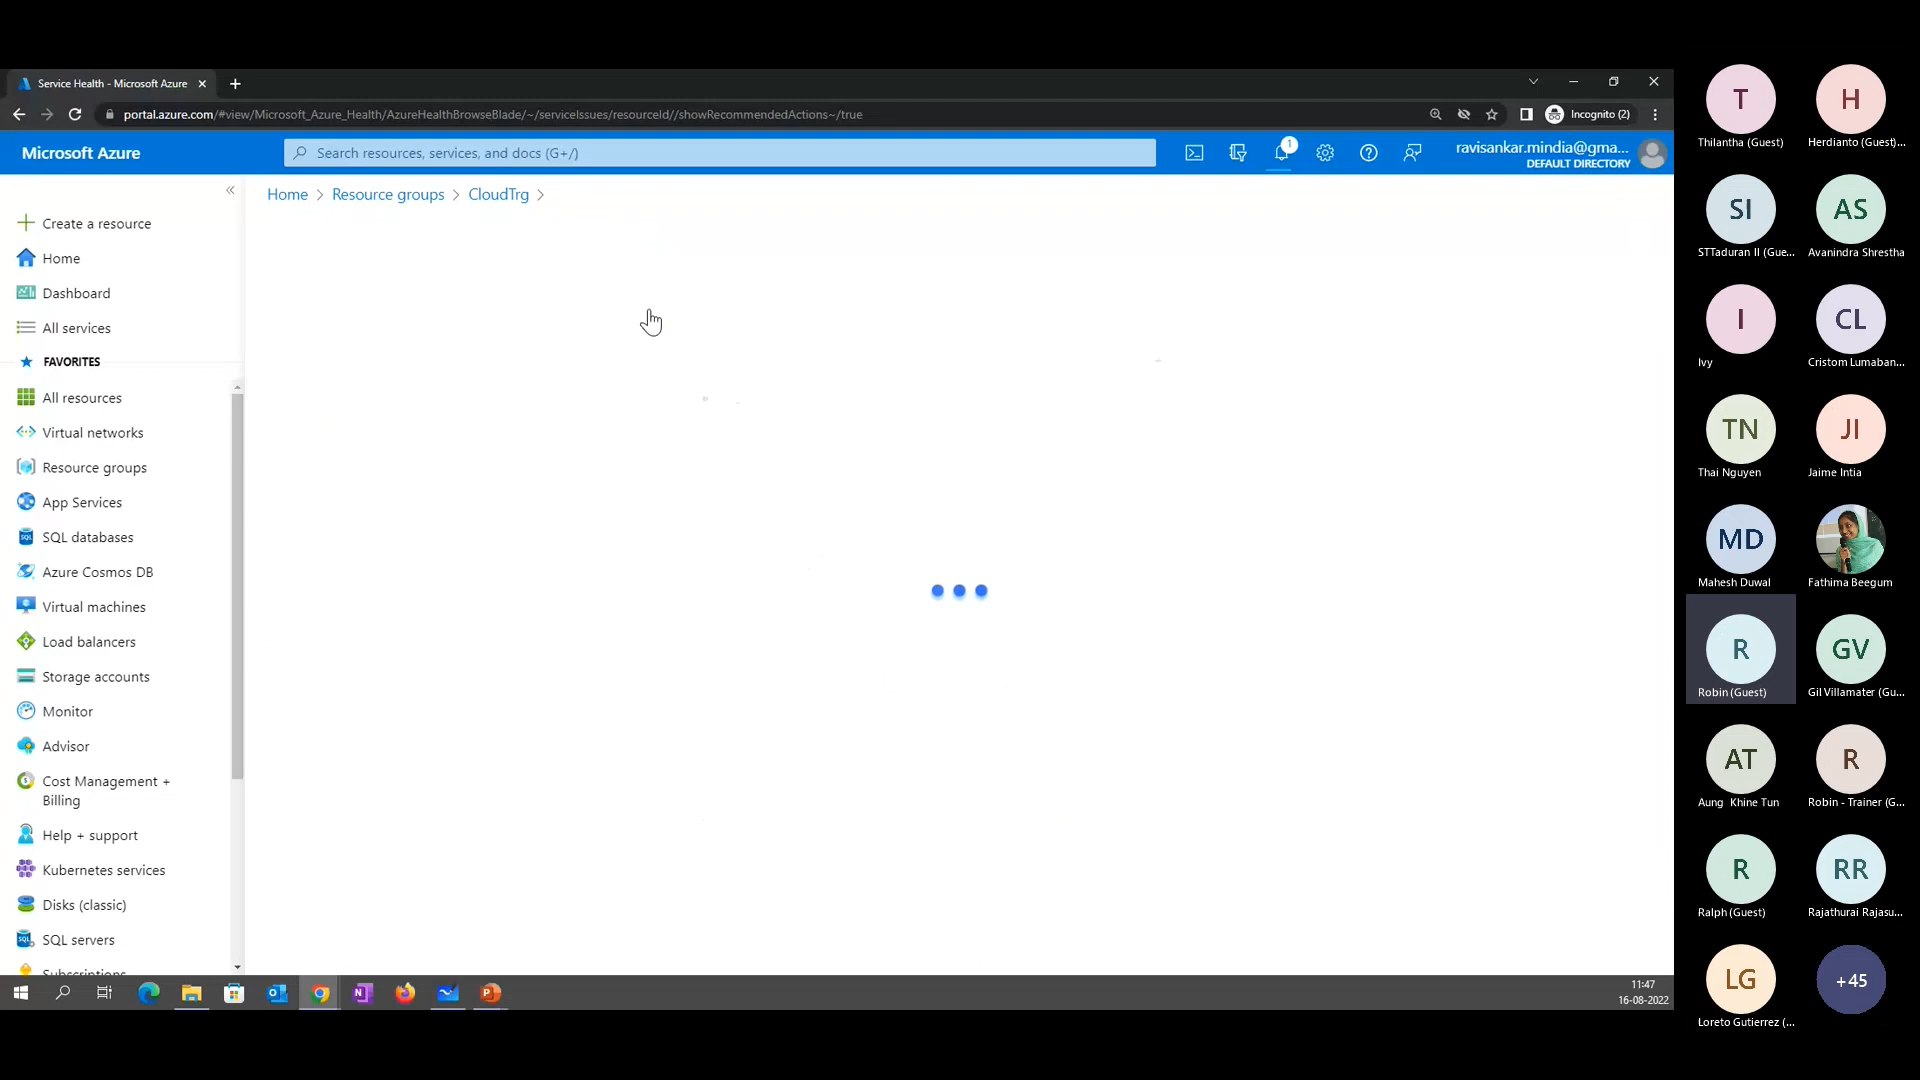 Service Health - Microsoft Azure
portal.azure.com/#view/Microsoft_Azure_Health/AzureHealthBrowseBlade/~/serviceIssues/resourceId//showRecommendedActions~/true
Incognito (2)
Microsoft Azure
Search resources, services, and docs (G+/)
1
ravisankar.mindia@gma...
DEFAULT DIRECTORY
Home > Resource groups > CloudTrg >
Create a resource
Home
Dashboard
All services
FAVORITES
All resources
Virtual networks
Resource groups
App Services
SQL databases
Azure Cosmos DB
Virtual machines
Load balancers
Storage accounts
Monitor
Advisor
Cost Management +
Billing
Help + support
Kubernetes services
Disks (classic)
SQL servers
Subscriptions
11:47
16-08-2022
T
Thilantha (Guest)
H
Herdianto (Guest)...
SI
STTaduran II (Gue...
AS
Avanindra Shrestha
I
Ivy
CL
Cristom Lumaban...
TN
Thai Nguyen
JI
Jaime Intia
MD
Mahesh Duwal
Fathima Beegum
R
Robin (Guest)
GV
Gil Villamater (Gu...
AT
Aung Khine Tun
R
Robin - Trainer (G...
R
Ralph (Guest)
RR
Rajathurai Rajasu...
LG
Loreto Gutierrez (...
+45